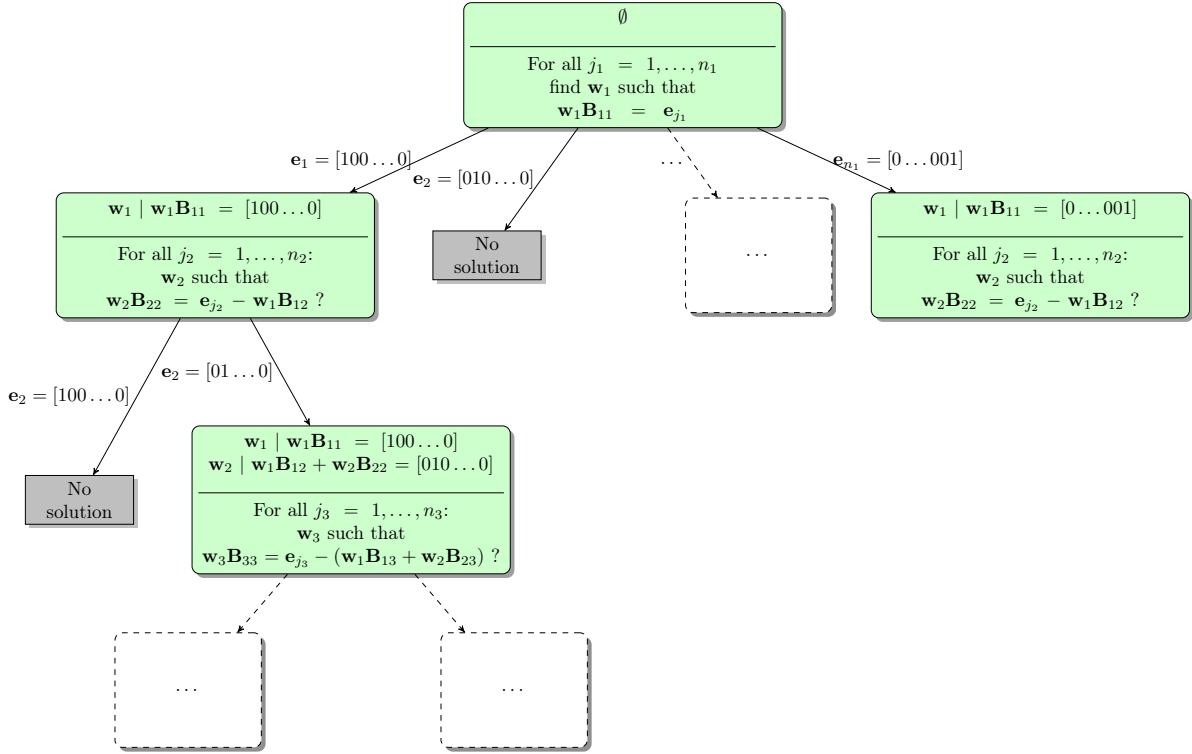 ∅
For all j₁ = 1, …, n₁
find w₁ such that
w₁B₁₁ = e_{j₁}
e₁ = [100…0]
e₂ = [010…0]
…
e_{n₁} = [0…001]
w₁ | w₁B₁₁ = [100…0]
For all j₂ = 1, …, n₂:
w₂ such that
w₂B₂₂ = e_{j₂} − w₁B₁₂ ?
No
solution
…
w₁ | w₁B₁₁ = [0…001]
For all j₂ = 1, …, n₂:
w₂ such that
w₂B₂₂ = e_{j₂} − w₁B₁₂ ?
e₂ = [100…0]
e₂ = [01…0]
No
solution
w₁ | w₁B₁₁ = [100…0]
w₂ | w₁B₁₂ + w₂B₂₂ = [010…0]
For all j₃ = 1, …, n₃:
w₃ such that
w₃B₃₃ = e_{j₃} − (w₁B₁₃ + w₂B₂₃) ?
…
…